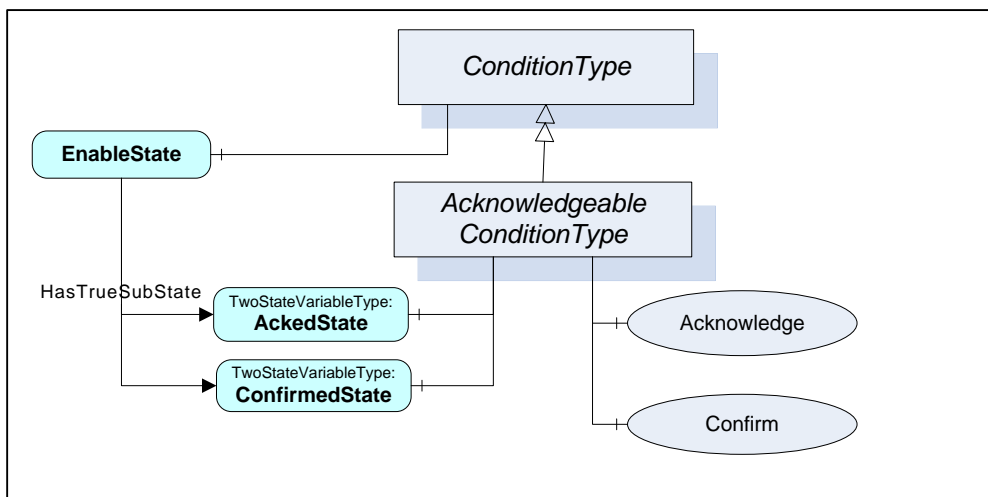 ConditionType
EnableState
Acknowledgeable
ConditionType
HasTrueSubState
TwoStateVariableType:
AckedState
Acknowledge
TwoStateVariableType:
ConfirmedState
Confirm